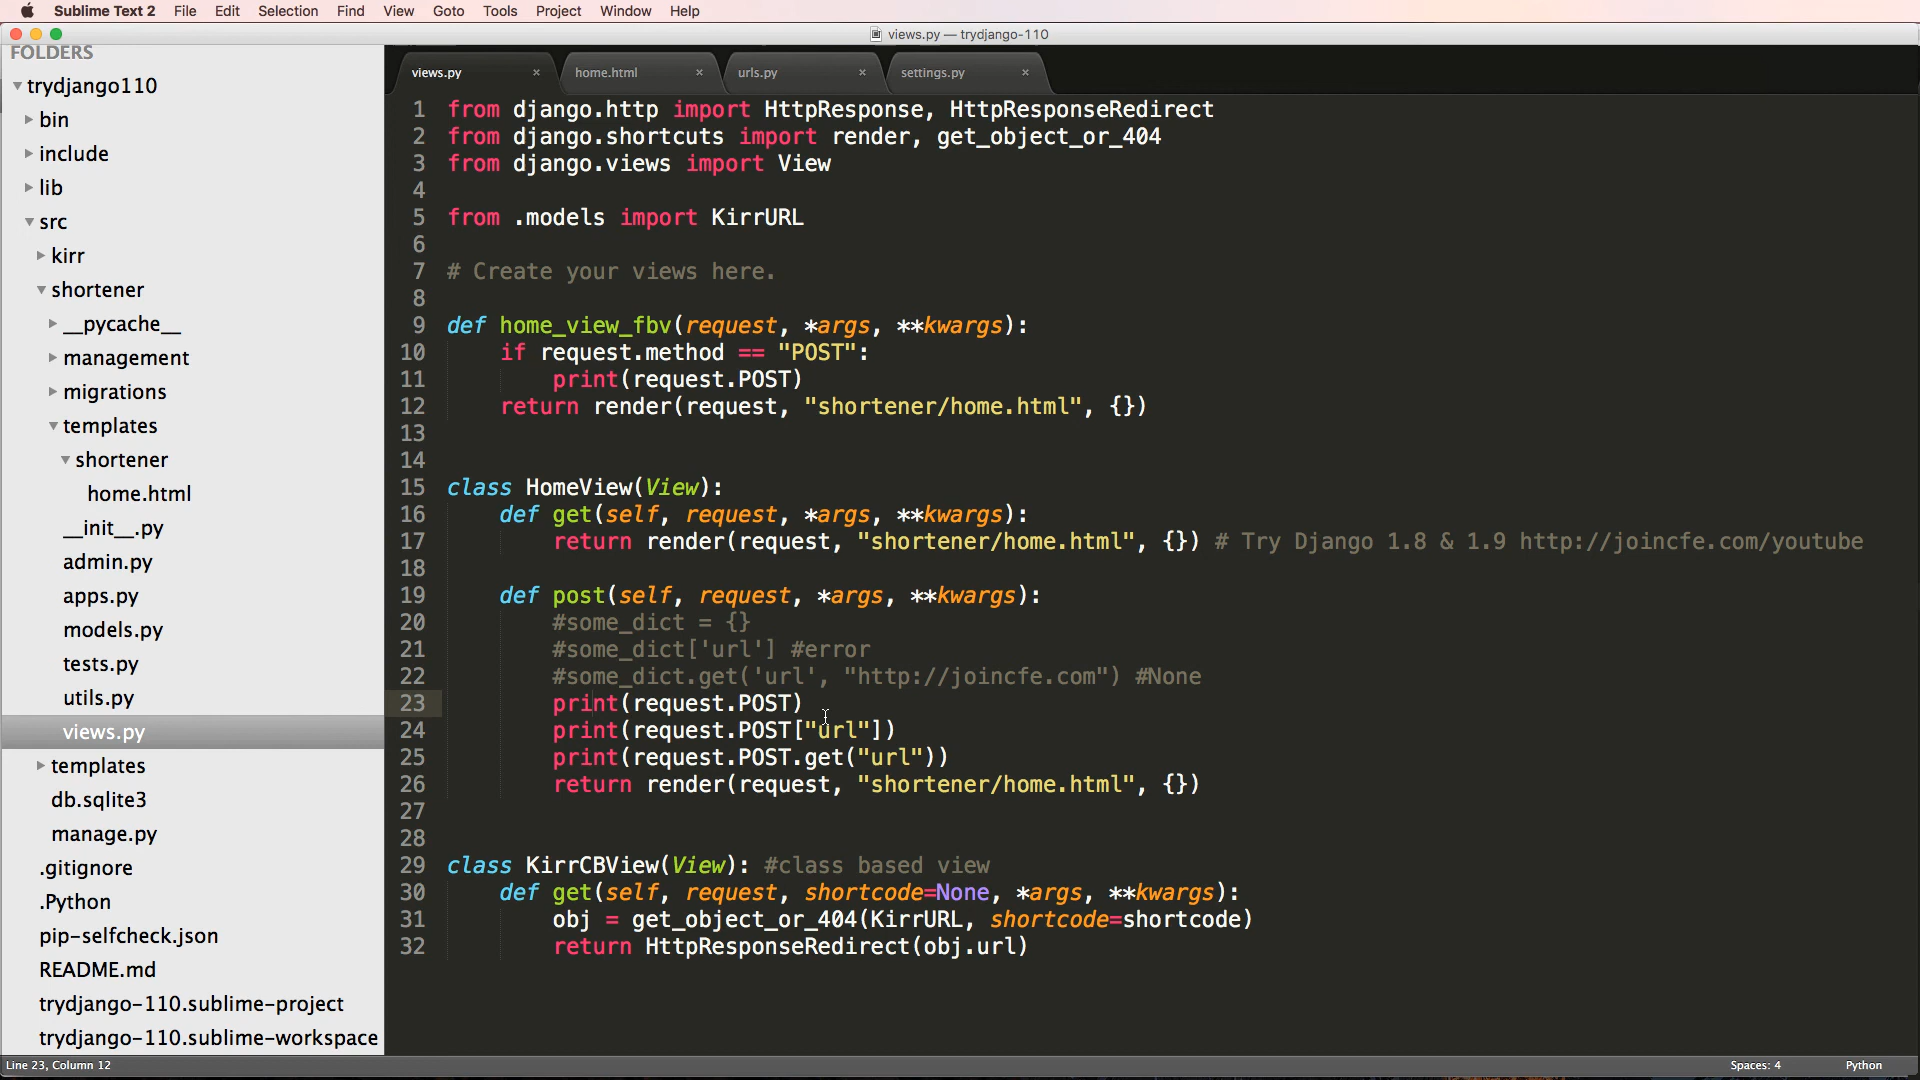 Sublime Text 2 File Edit Selection Find View Goto Tools Project Window Help
views.py — trydjango-110
FOLDERS
trydjango110
bin
include
lib
src
kirr
shortener
__pycache__
management
migrations
templates
shortener
home.html
__init__.py
admin.py
apps.py
models.py
tests.py
utils.py
views.py
templates
db.sqlite3
manage.py
.gitignore
.Python
pip-selfcheck.json
README.md
trydjango-110.sublime-project
trydjango-110.sublime-workspace
views.py × home.html × urls.py × settings.py ×
1 from django.http import HttpResponse, HttpResponseRedirect
2 from django.shortcuts import render, get_object_or_404
3 from django.views import View
4
5 from .models import KirrURL
6
7 # Create your views here.
8
9 def home_view_fbv(request, *args, **kwargs):
10     if request.method == "POST":
11         print(request.POST)
12     return render(request, "shortener/home.html", {})
13
14
15 class HomeView(View):
16     def get(self, request, *args, **kwargs):
17         return render(request, "shortener/home.html", {}) # Try Django 1.8 & 1.9 http://joincfe.com/youtube
18
19     def post(self, request, *args, **kwargs):
20         #some_dict = {}
21         #some_dict['url'] #error
22         #some_dict.get('url', "http://joincfe.com") #None
23         print(request.POST)
24         print(request.POST["url"])
25         print(request.POST.get("url"))
26         return render(request, "shortener/home.html", {})
27
28
29 class KirrCBView(View): #class based view
30     def get(self, request, shortcode=None, *args, **kwargs):
31         obj = get_object_or_404(KirrURL, shortcode=shortcode)
32         return HttpResponseRedirect(obj.url)
Line 23, Column 12 Spaces: 4 Python